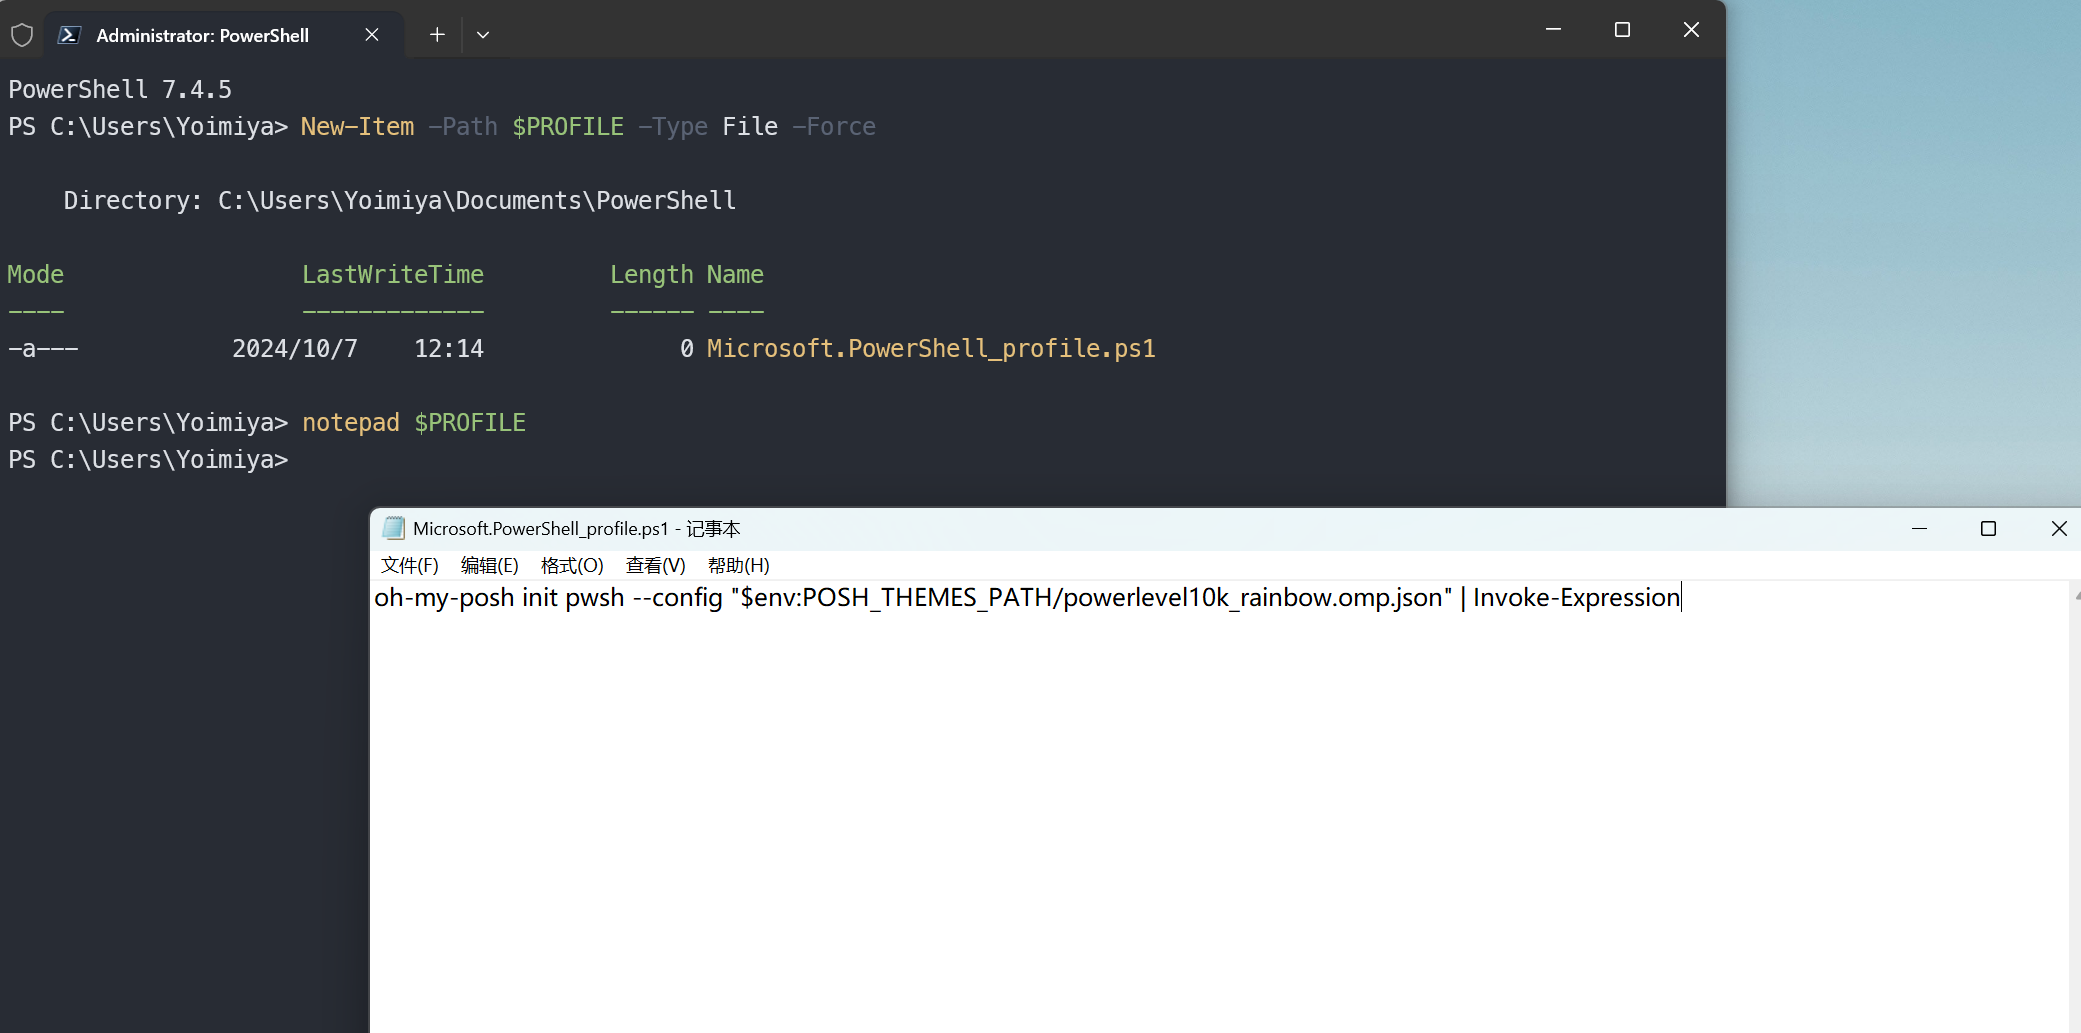 Administrator: PowerShell
PowerShell 7.4.5
PS C:\Users\Yoimiya> New-Item -Path $PROFILE -Type File -Force
Directory: C:\Users\Yoimiya\Documents\PowerShell
Mode LastWriteTime Length Name
---- ------------- ------ ----
-a--- 2024/10/7 12:14 0 Microsoft.PowerShell_profile.ps1
PS C:\Users\Yoimiya> notepad $PROFILE
PS C:\Users\Yoimiya>
Microsoft.PowerShell_profile.ps1 - 记事本
文件(F) 编辑(E) 格式(O) 查看(V) 帮助(H)
oh-my-posh init pwsh --config "$env:POSH_THEMES_PATH/powerlevel10k_rainbow.omp.json" | Invoke-Expression